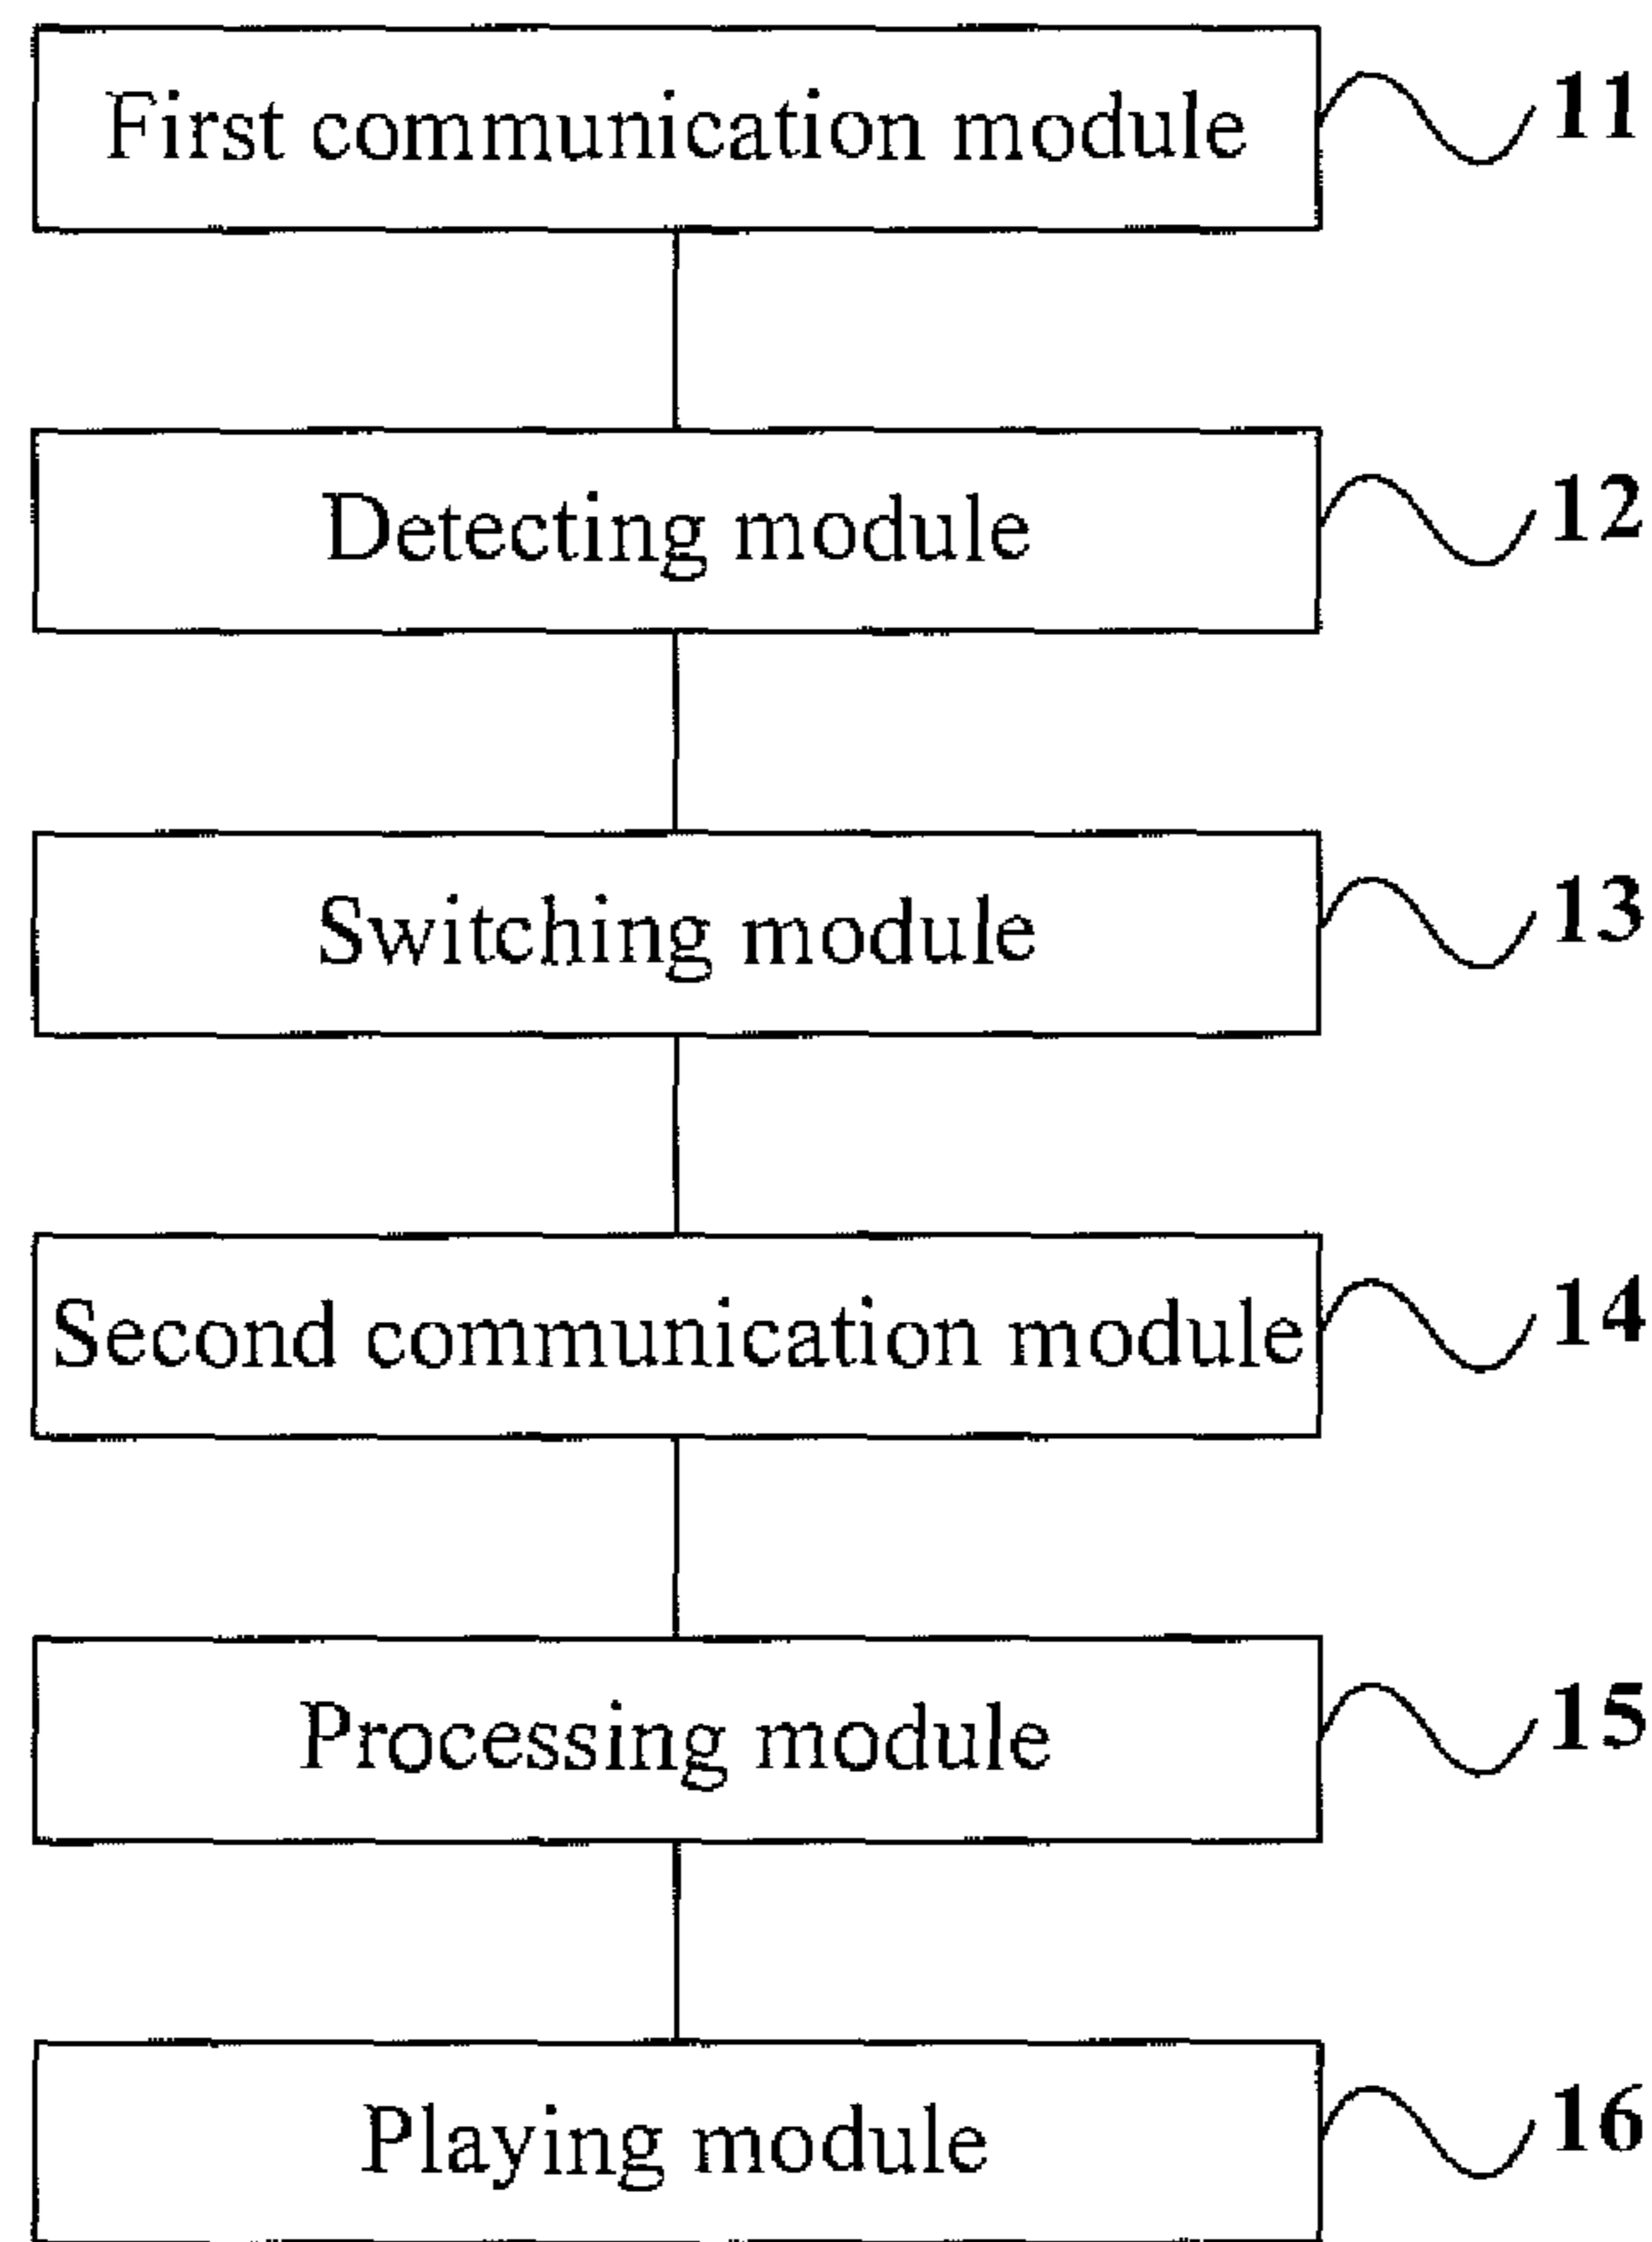 First communication module 11
Detecting module 12
Switching module 13
Second communication module 14
Processing module 15
Playing module 16